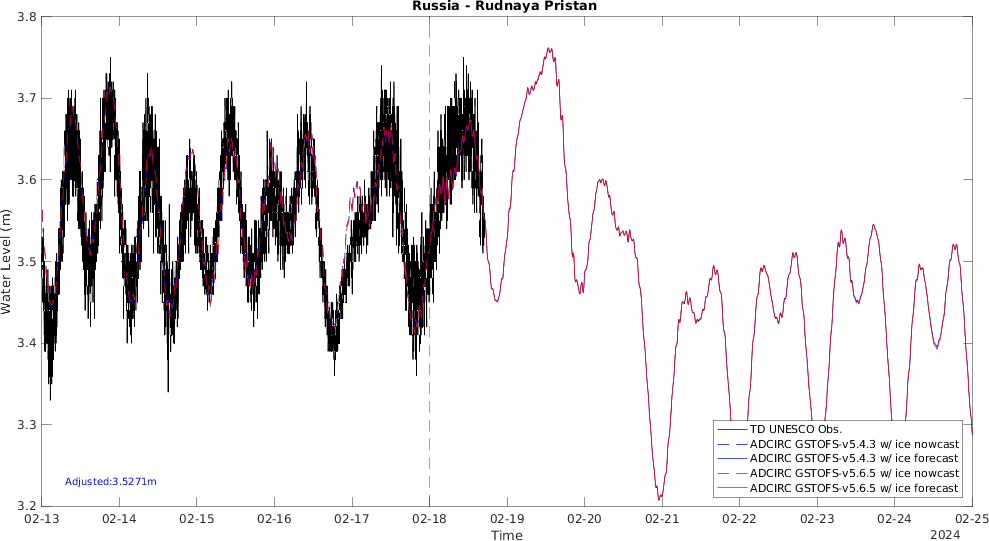 Russia - Rudnaya Pristan
3.8
3.7
3.6
3.5
3.4
3.3
3.2
Water Level (m)
Adjusted:3.5271m
TD UNESCO Obs.
ADCIRC GSTOFS-v5.4.3 w/ ice nowcast
ADCIRC GSTOFS-v5.4.3 w/ ice forecast
ADCIRC GSTOFS-v5.6.5 w/ ice nowcast
ADCIRC GSTOFS-v5.6.5 w/ ice forecast
02-13 02-14 02-15 02-16 02-17 02-18 02-19 02-20 02-21 02-22 02-23 02-24 02-25
Time
2024